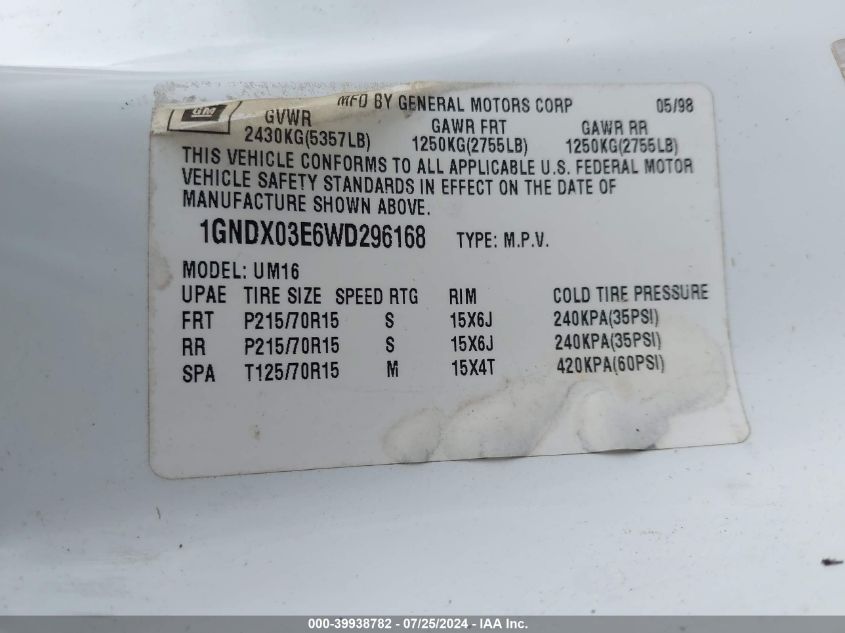 GM
MFD BY GENERAL MOTORS CORP 05/98
GVWR GAWR FRT GAWR RR
2430KG(5357LB) 1250KG(2755LB) 1250KG(2755LB)
THIS VEHICLE CONFORMS TO ALL APPLICABLE U.S. FEDERAL MOTOR
VEHICLE SAFETY STANDARDS IN EFFECT ON THE DATE OF
MANUFACTURE SHOWN ABOVE.
1GNDX03E6WD296168 TYPE: M.P.V.
MODEL: UM16
UPAE TIRE SIZE SPEED RTG RIM COLD TIRE PRESSURE
FRT P215/70R15 S 15X6J 240KPA(35PSI)
RR P215/70R15 S 15X6J 240KPA(35PSI)
SPA T125/70R15 M 15X4T 420KPA(60PSI)
000-39938782 - 07/25/2024 - IAA Inc.